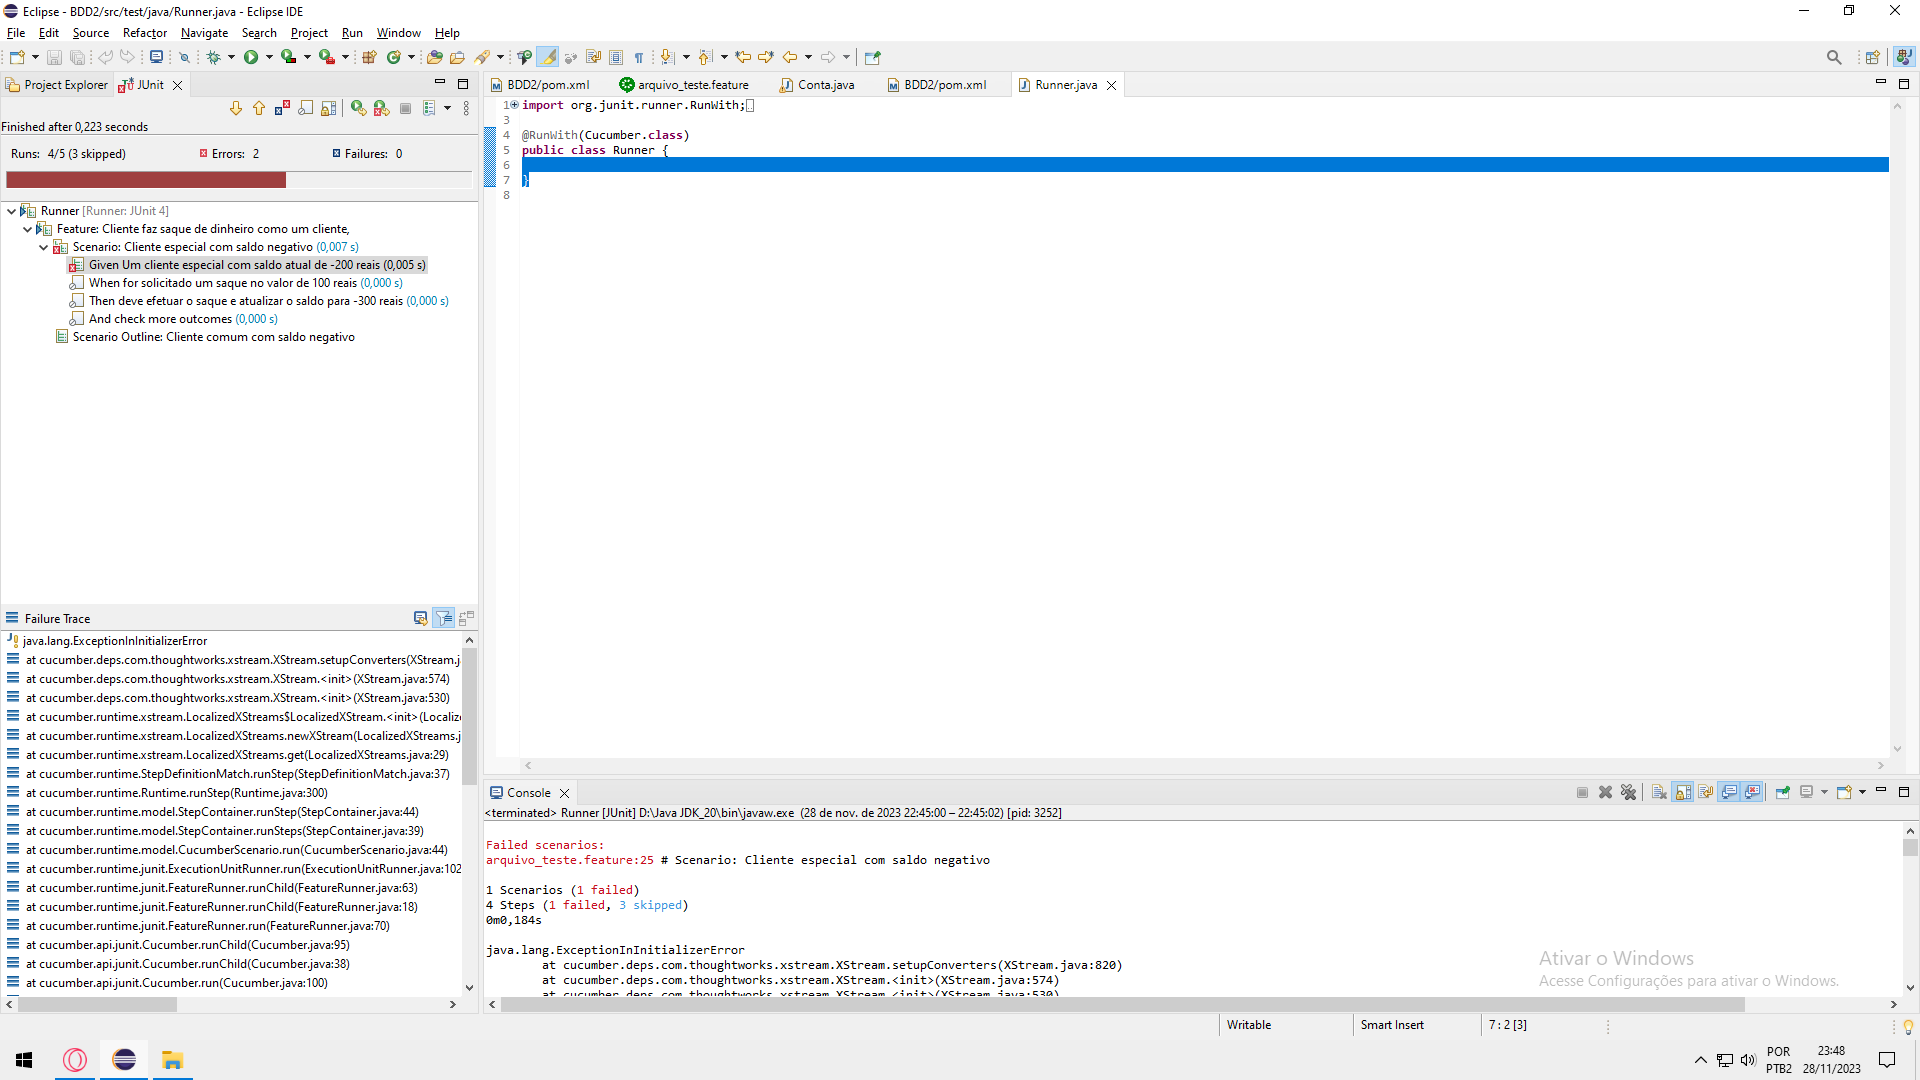 Eclipse - BDD2/src/test/java/Runner.java - Eclipse IDE
File Edit Source Refactor Navigate Search Project Run Window Help
Project Explorer JUnit
Finished after 0,223 seconds
Runs: 4/5 (3 skipped) Errors: 2 Failures: 0
Runner [Runner: JUnit 4]
Feature: Cliente faz saque de dinheiro como um cliente,
Scenario: Cliente especial com saldo negativo (0,007 s)
Given Um cliente especial com saldo atual de -200 reais (0,005 s)
When for solicitado um saque no valor de 100 reais (0,000 s)
Then deve efetuar o saque e atualizar o saldo para -300 reais (0,000 s)
And check more outcomes (0,000 s)
Scenario Outline: Cliente comum com saldo negativo
Failure Trace
java.lang.ExceptionInInitializerError
at cucumber.deps.com.thoughtworks.xstream.XStream.setupConverters(XStream.j
at cucumber.deps.com.thoughtworks.xstream.XStream.<init>(XStream.java:574)
at cucumber.deps.com.thoughtworks.xstream.XStream.<init>(XStream.java:530)
at cucumber.runtime.xstream.LocalizedXStreams$LocalizedXStream.<init>(Localiz
at cucumber.runtime.xstream.LocalizedXStreams.newXStream(LocalizedXStreams.j
at cucumber.runtime.xstream.LocalizedXStreams.get(LocalizedXStreams.java:29)
at cucumber.runtime.StepDefinitionMatch.runStep(StepDefinitionMatch.java:37)
at cucumber.runtime.Runtime.runStep(Runtime.java:300)
at cucumber.runtime.model.StepContainer.runStep(StepContainer.java:44)
at cucumber.runtime.model.StepContainer.runSteps(StepContainer.java:39)
at cucumber.runtime.model.CucumberScenario.run(CucumberScenario.java:44)
at cucumber.runtime.junit.ExecutionUnitRunner.run(ExecutionUnitRunner.java:102
at cucumber.runtime.junit.FeatureRunner.runChild(FeatureRunner.java:63)
at cucumber.runtime.junit.FeatureRunner.runChild(FeatureRunner.java:18)
at cucumber.runtime.junit.FeatureRunner.run(FeatureRunner.java:70)
at cucumber.api.junit.Cucumber.runChild(Cucumber.java:95)
at cucumber.api.junit.Cucumber.runChild(Cucumber.java:38)
at cucumber.api.junit.Cucumber.run(Cucumber.java:100)
BDD2/pom.xml arquivo_teste.feature Conta.java BDD2/pom.xml Runner.java
1 import org.junit.runner.RunWith;
3
4 @RunWith(Cucumber.class)
5 public class Runner {
6
7 }
8
Console
<terminated> Runner [JUnit] D:\Java JDK_20\bin\javaw.exe (28 de nov. de 2023 22:45:00 – 22:45:02) [pid: 3252]
Failed scenarios:
arquivo_teste.feature:25 # Scenario: Cliente especial com saldo negativo
1 Scenarios (1 failed)
4 Steps (1 failed, 3 skipped)
0m0,184s
java.lang.ExceptionInInitializerError
at cucumber.deps.com.thoughtworks.xstream.XStream.setupConverters(XStream.java:820)
at cucumber.deps.com.thoughtworks.xstream.XStream.<init>(XStream.java:574)
at cucumber.deps.com.thoughtworks.xstream.XStream.<init>(XStream.java:530)
Ativar o Windows
Acesse Configurações para ativar o Windows.
Writable Smart Insert 7 : 2 [3]
POR
PTB2
23:48
28/11/2023